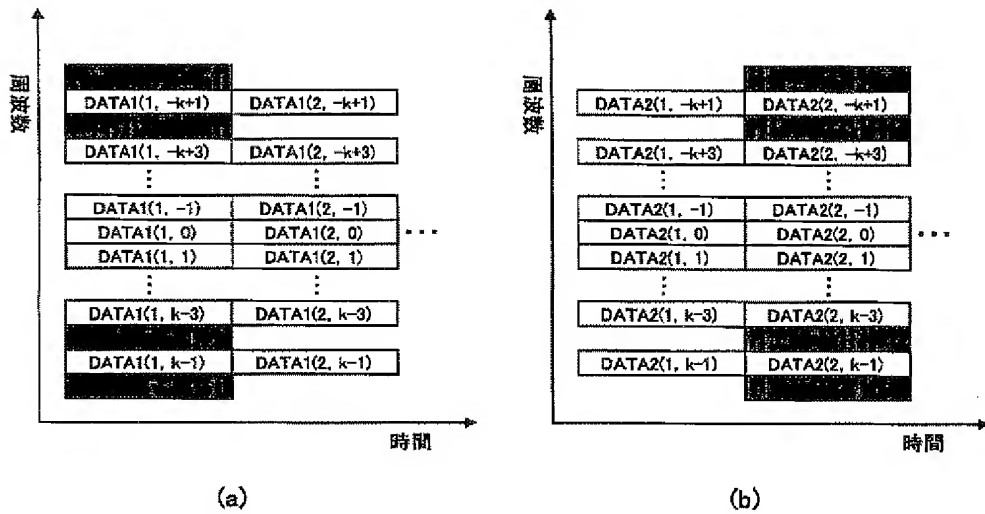 周波数
DATA1(1, -k+1) DATA1(2, -k+1)
DATA1(1, -k+3) DATA1(2, -k+3)
DATA1(1, -1) DATA1(2, -1)
DATA1(1, 0) DATA1(2, 0)
DATA1(1, 1) DATA1(2, 1)
DATA1(1, k-3) DATA1(2, k-3)
DATA1(1, k-1) DATA1(2, k-1)
時間
(a)
周波数
DATA2(1, -k+1) DATA2(2, -k+1)
DATA2(1, -k+3) DATA2(2, -k+3)
DATA2(1, -1) DATA2(2, -1)
DATA2(1, 0) DATA2(2, 0)
DATA2(1, 1) DATA2(2, 1)
DATA2(1, k-3) DATA2(2, k-3)
DATA2(1, k-1) DATA2(2, k-1)
時間
(b)